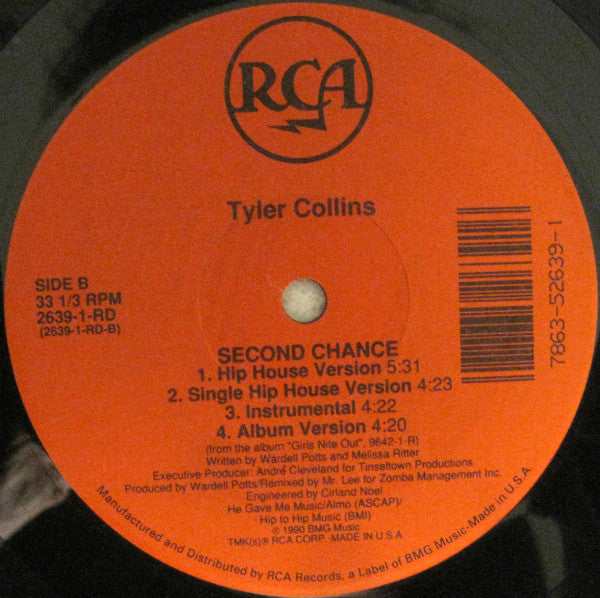 RCA
Tyler Collins
SIDE B
33 1/3 RPM
2639-1-RD
(2639-1-RD-B)
7863-52639-1
SECOND CHANCE
1. Hip House Version 5:31
2. Single Hip House Version 4:23
3. Instrumental 4:22
4. Album Version 4:20
(from the album "Girls Nite Out", 9642-1-R)
Written by Wardell Potts and Melissa Ritter
Executive Producer: André Cleveland for Tinseltown Productions
Produced by Wardell Potts/Remixed by Mr. Lee for Zomba Management Inc.
Engineered by Cirland Noel
He Gave Me Music/Almo (ASCAP)/
Hip to Hip Music (BMI)
© 1990 BMG Music
TMK(s)® RCA CORP -MADE IN U.S.A
Manufactured and Distributed by RCA Records, a Label of BMG Music-Made in U.S.A.